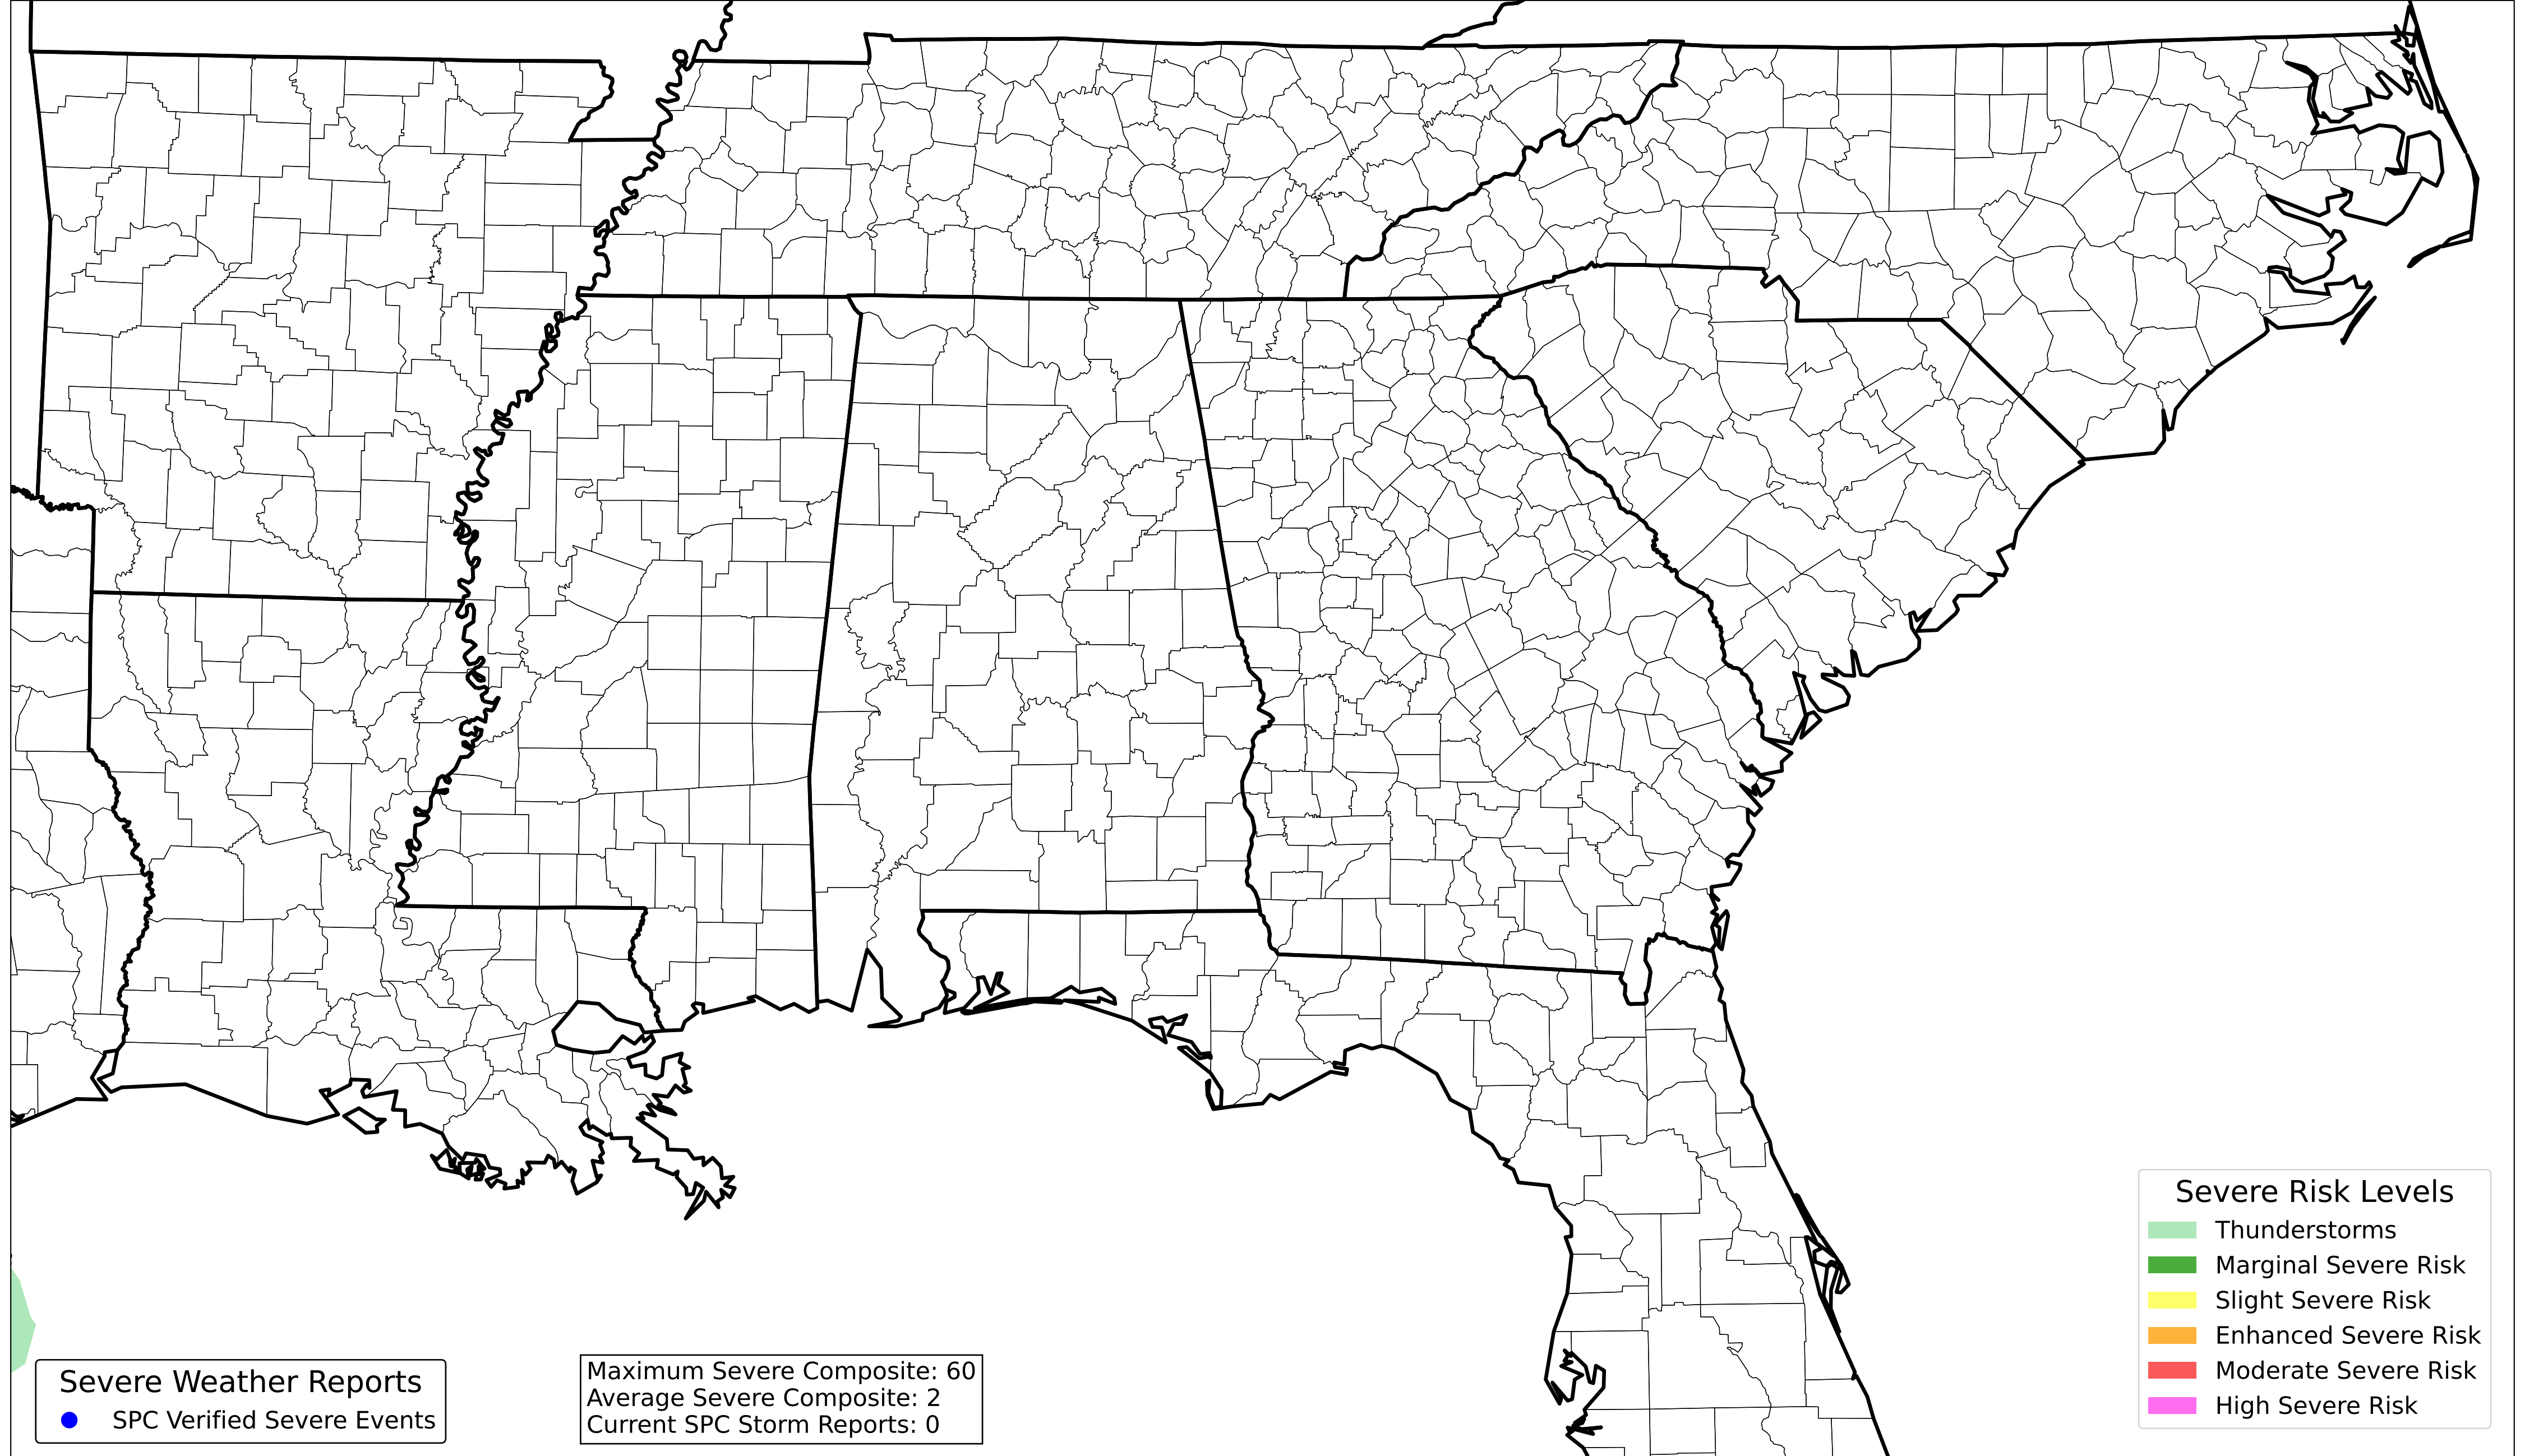 Severe Risk Levels
Thunderstorms
Marginal Severe Risk
Slight Severe Risk
Enhanced Severe Risk
Moderate Severe Risk
High Severe Risk
Severe Weather Reports
SPC Verified Severe Events
Maximum Severe Composite: 60
Average Severe Composite: 2
Current SPC Storm Reports: 0